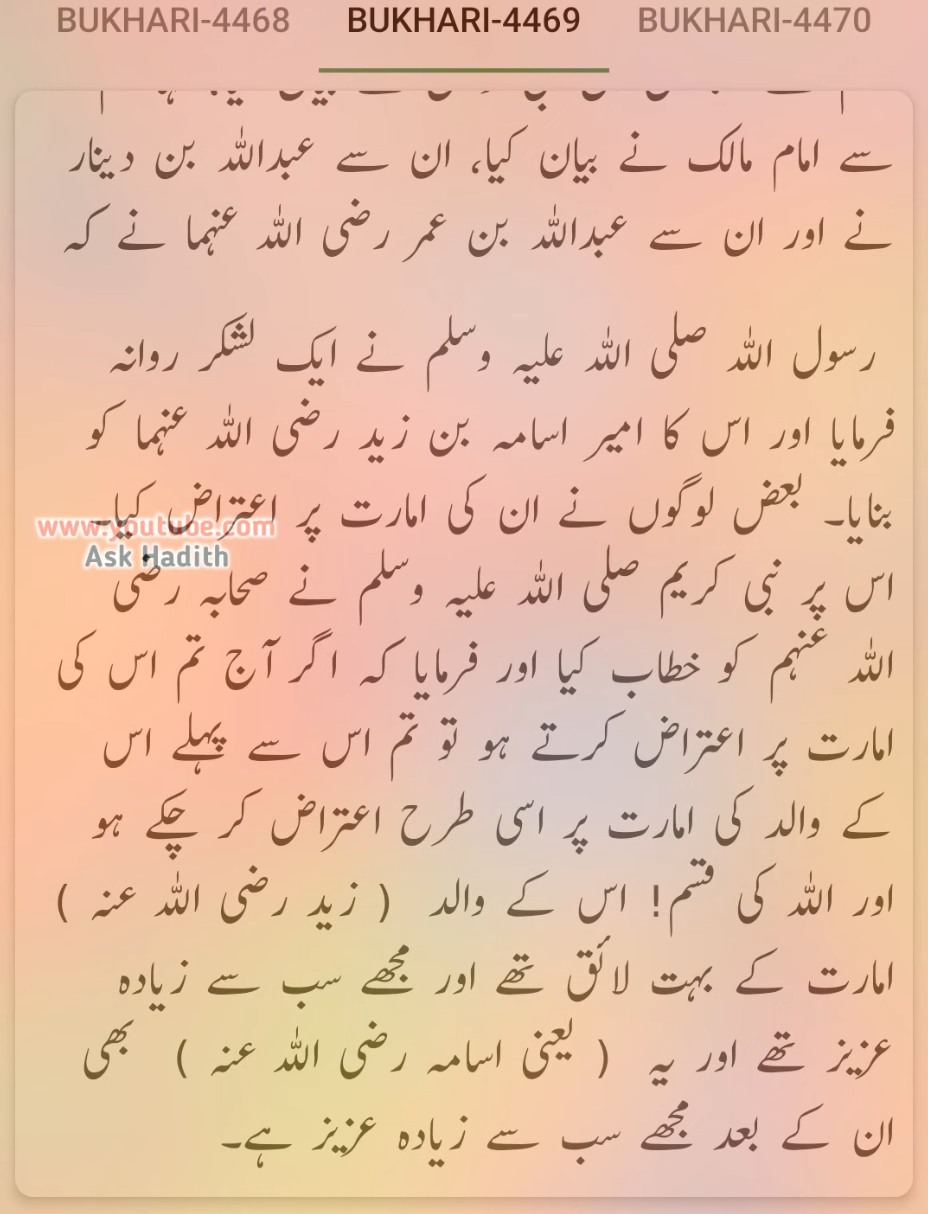 BUKHARI-4468 BUKHARI-4469 BUKHARI-4470
سے امام مالک نے بیان کیا، ان سے عبداللہ بن دینار
نے اور ان سے عبداللہ بن عمر رضی اللہ عنہما نے کہ
رسول اللہ صلی اللہ علیہ وسلم نے ایک لشکر روانہ
فرمایا اور اس کا امیر اسامہ بن زید رضی اللہ عنہما کو
بنایا۔ بعض لوگوں نے ان کی امارت پر اعتراض کیا۔
www.youtube.com
Ask Hadith
اس پر نبی کریم صلی اللہ علیہ وسلم نے صحابہ رضی
اللہ عنہم کو خطاب کیا اور فرمایا کہ اگر آج تم اس کی
امارت پر اعتراض کرتے ہو تو تم اس سے پہلے اس
کے والد کی امارت پر اسی طرح اعتراض کر چکے ہو
اور اللہ کی قسم! اس کے والد ( زید رضی اللہ عنہ )
امارت کے بہت لائق تھے اور مجھے سب سے زیادہ
عزیز تھے اور یہ ( یعنی اسامہ رضی اللہ عنہ ) بھی
ان کے بعد مجھے سب سے زیادہ عزیز ہے۔